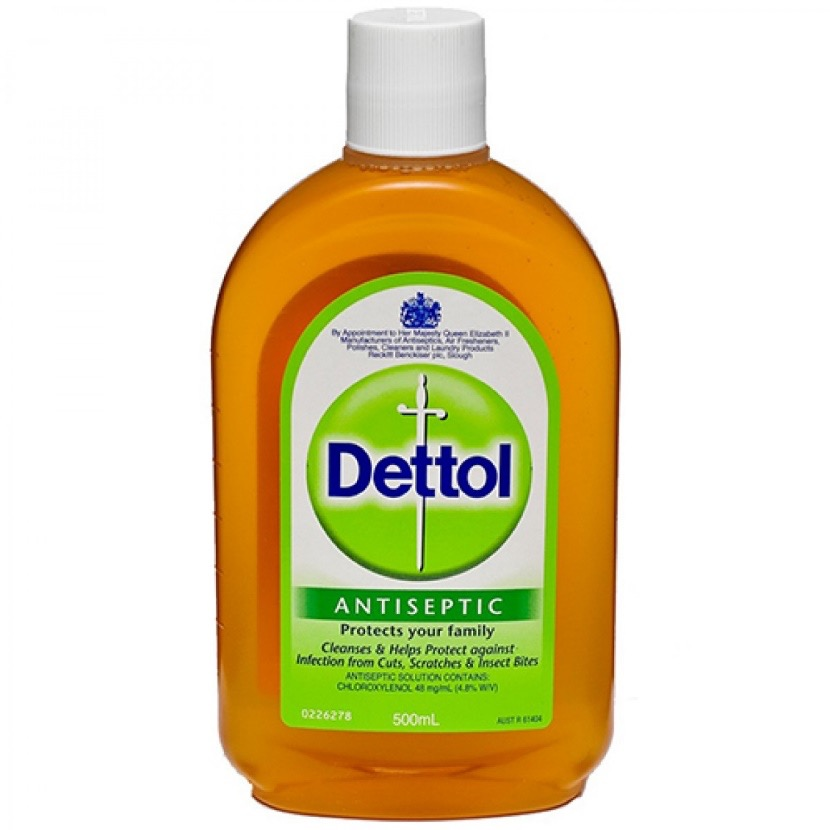 By Appointment to Her Majesty Queen Elizabeth II
Manufacturers of Antiseptics, Air Fresheners,
Polishes, Cleaners and Laundry Products
Reckitt Benckiser plc, Slough
Dettol
ANTISEPTIC
Protects your family
Cleanses & Helps Protect against
Infection from Cuts, Scratches & Insect Bites
ANTISEPTIC SOLUTION CONTAINS:
CHLOROXYLENOL 48 mg/mL (4.8% W/V)
0226278 500mL AUST R 61404